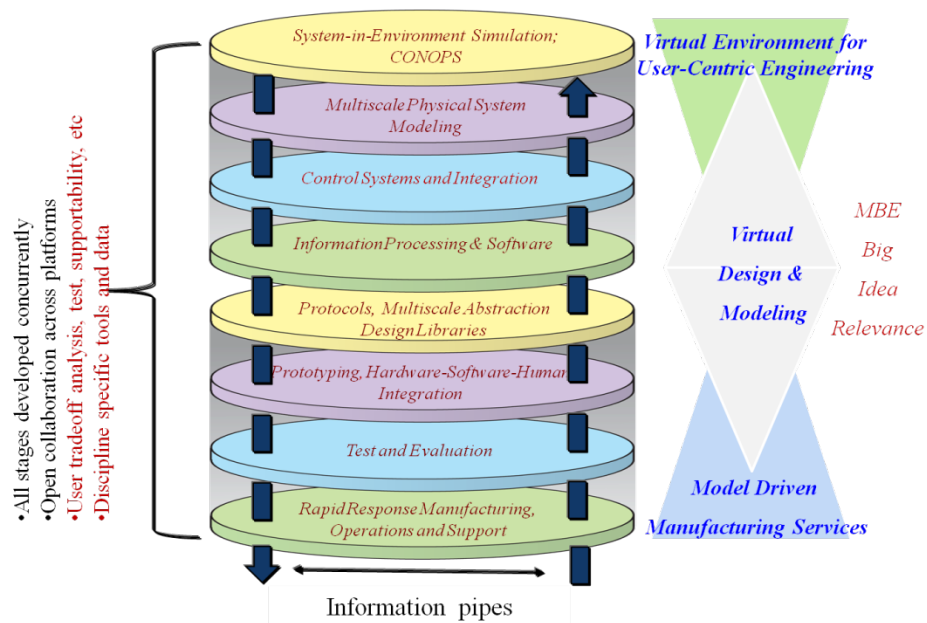 •All stages developed concurrently
•Open collaboration across platforms
•User tradeoff analysis, test, supportability, etc
•Discipline specific tools and data
System-in-Environment Simulation;
CONOPS
Multiscale Physical System
Modeling
Control Systems and Integration
Information Processing & Software
Protocols, Multiscale Abstraction
Design Libraries
Prototyping, Hardware-Software-Human
Integration
Test and Evaluation
Rapid Response Manufacturing,
Operations and Support
Information pipes
Virtual Environment for
User-Centric Engineering
Virtual
Design &
Modeling
MBE
Big
Idea
Relevance
Model Driven
Manufacturing Services